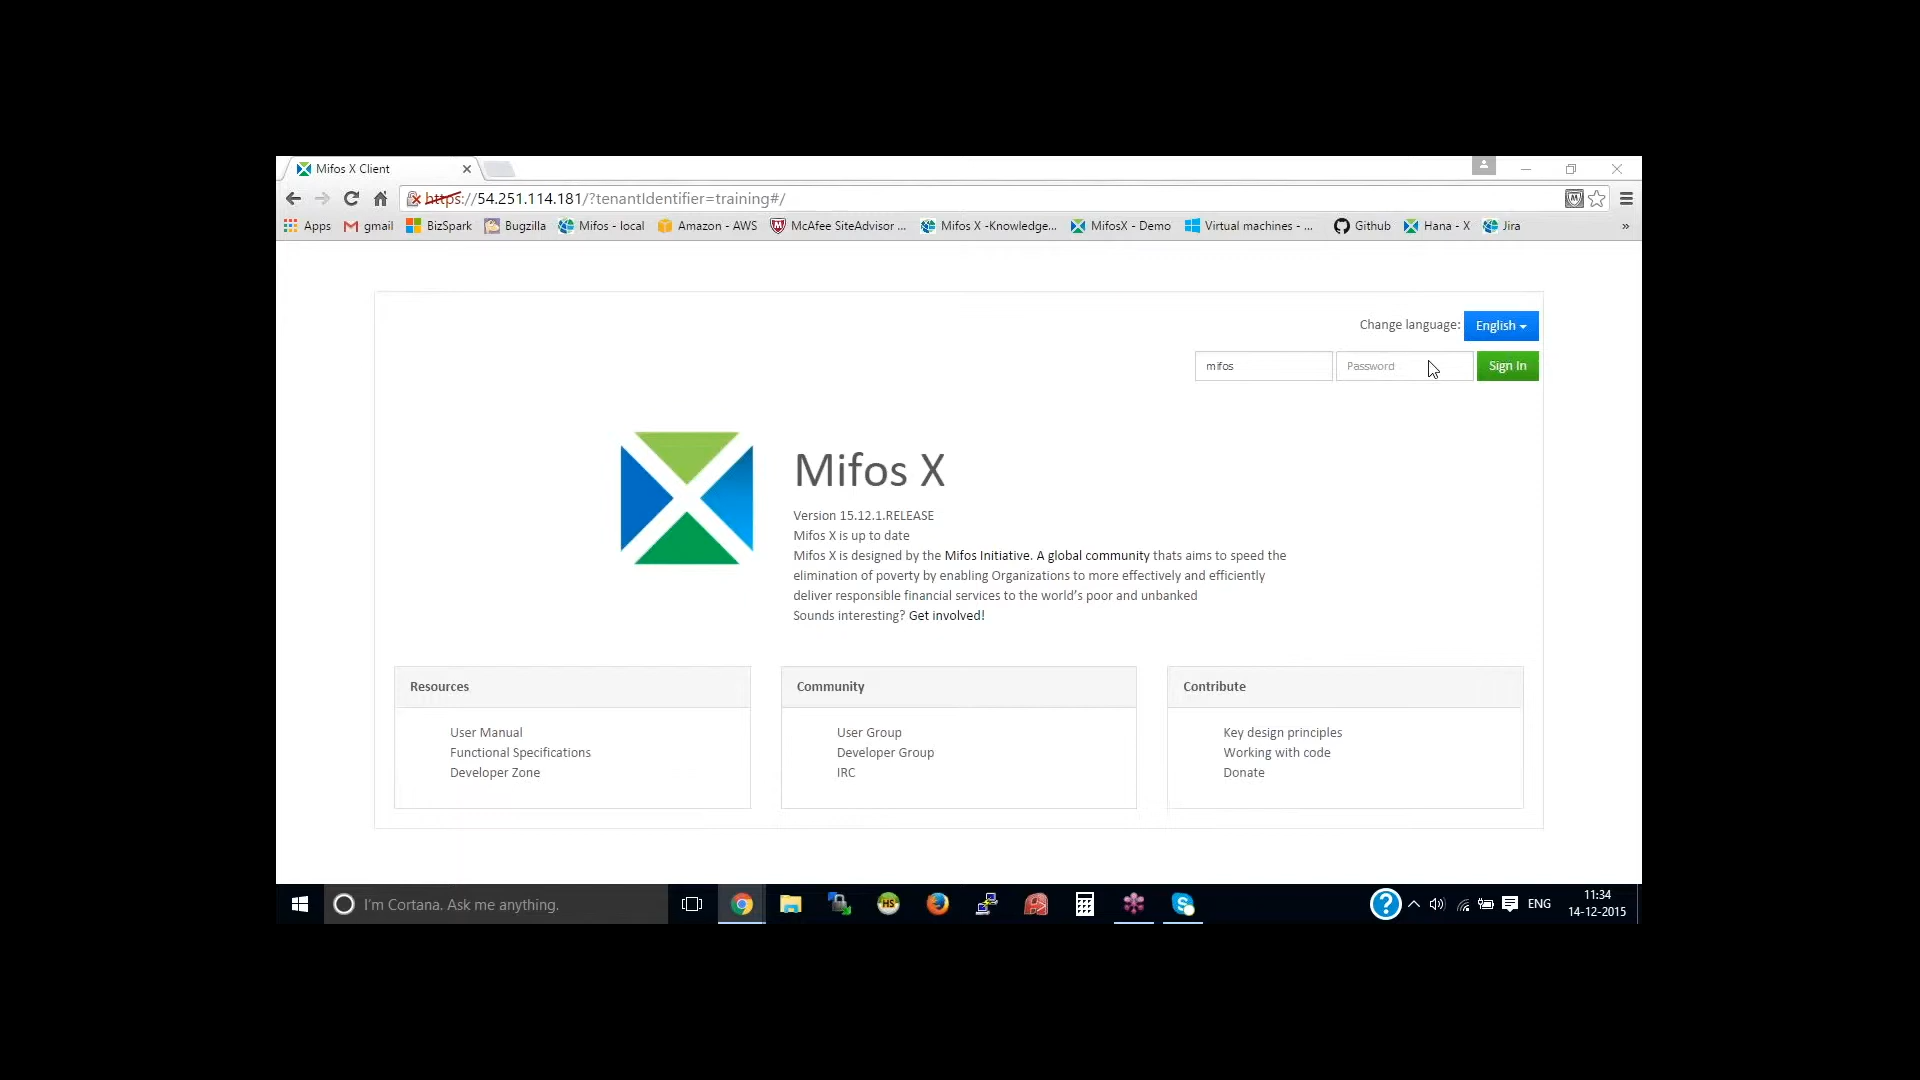 Mifos X Client
https://54.251.114.181/?tenantIdentifier=training#/
Apps gmail BizSpark Bugzilla Mifos - local Amazon - AWS McAfee SiteAdvisor ... Mifos X -Knowledge... MifosX - Demo Virtual machines - ... Github Hana - X Jira »
Change language: English
mifos Password Sign In
Mifos X
Version 15.12.1.RELEASE
Mifos X is up to date
Mifos X is designed by the Mifos Initiative. A global community thats aims to speed the
elimination of poverty by enabling Organizations to more effectively and efficiently
deliver responsible financial services to the world's poor and unbanked
Sounds interesting? Get involved!
Resources
User Manual
Functional Specifications
Developer Zone
Community
User Group
Developer Group
IRC
Contribute
Key design principles
Working with code
Donate
I'm Cortana. Ask me anything.
HS
?
ENG
11:34
14-12-2015